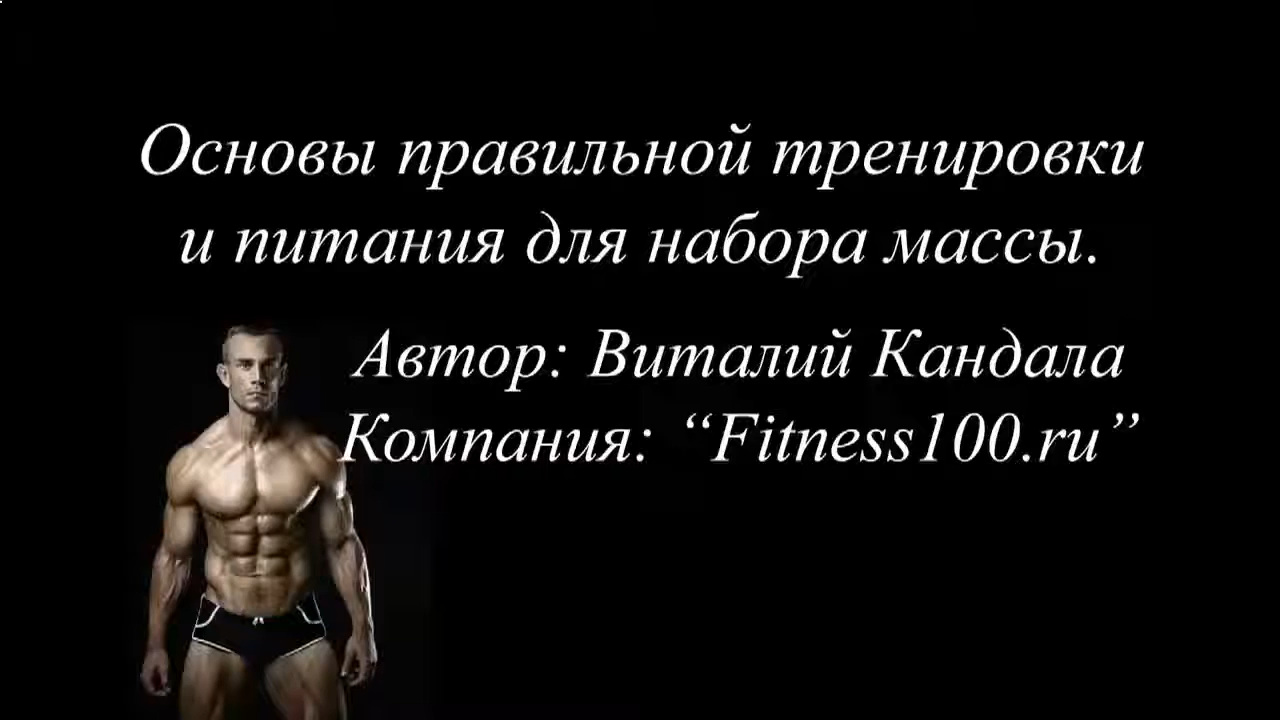 Основы правильной тренировки
и питания для набора массы.
Автор: Виталий Кандала
Компания: “Fitness100.ru”